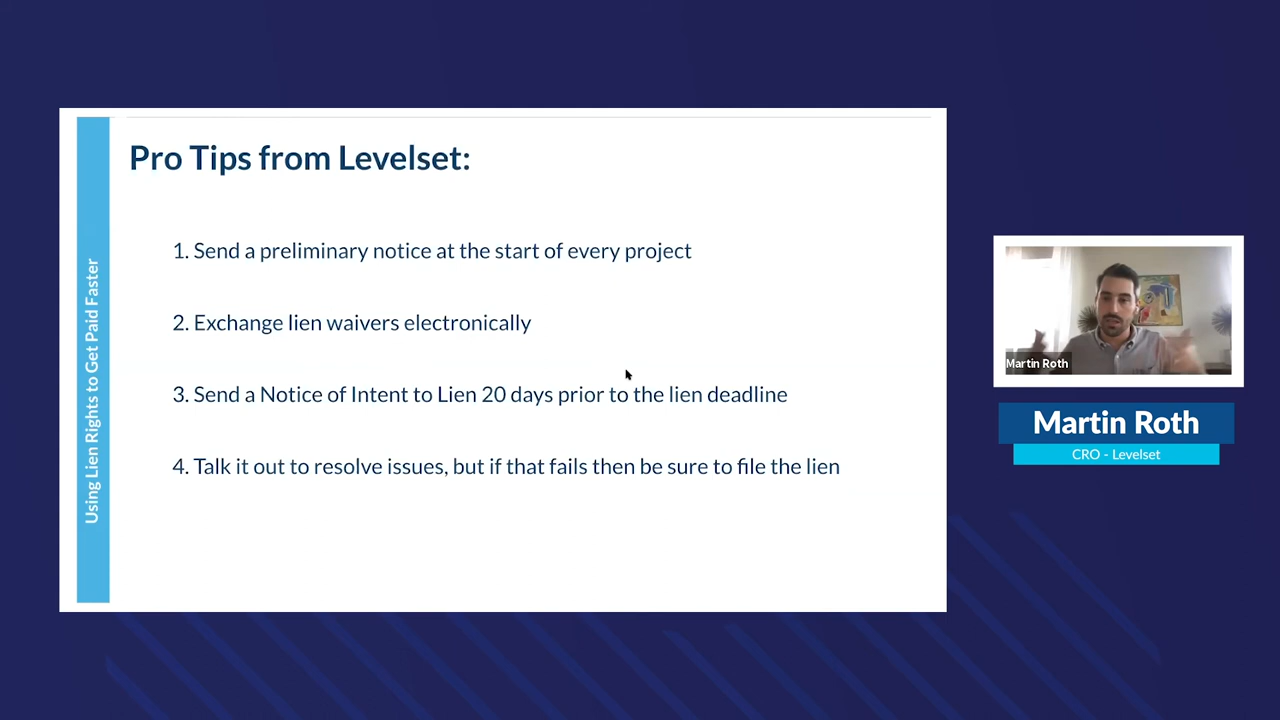 Using Lien Rights to Get Paid Faster
Pro Tips from Levelset:
1. Send a preliminary notice at the start of every project
2. Exchange lien waivers electronically
3. Send a Notice of Intent to Lien 20 days prior to the lien deadline
4. Talk it out to resolve issues, but if that fails then be sure to file the lien
Martin Roth
Martin Roth
CRO - Levelset